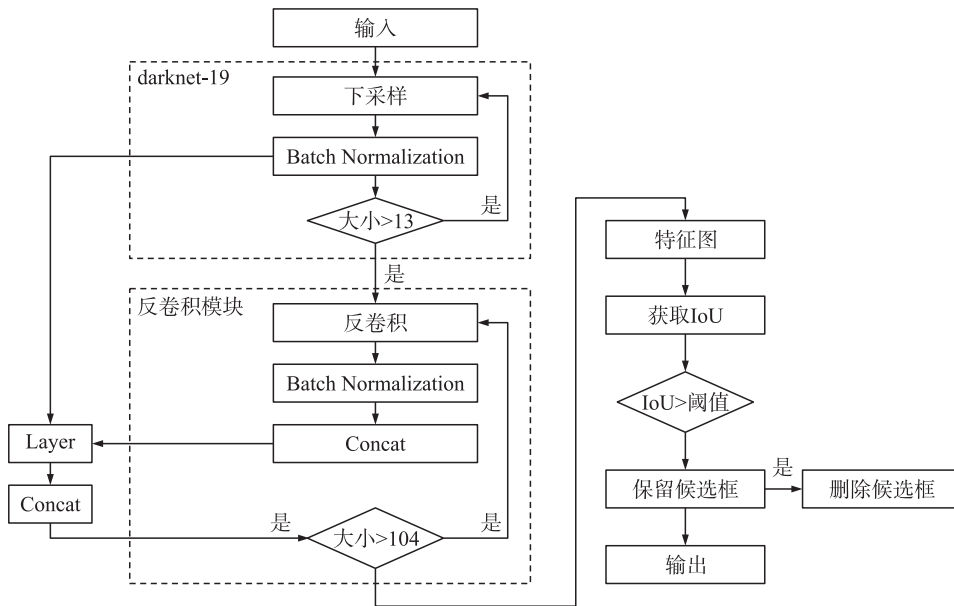 输入
darknet-19
下采样
Batch Normalization
大小>13
是
是
反卷积模块
反卷积
Batch Normalization
Concat
Layer
Concat
是
大小>104
是
特征图
获取IoU
IoU>阈值
保留候选框
是
删除候选框
输出